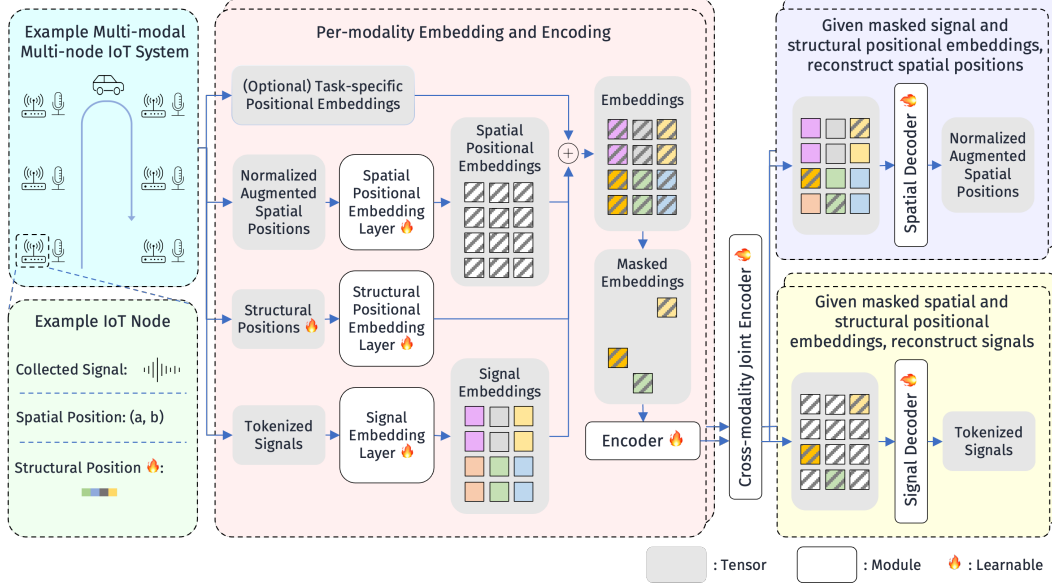 Example Multi-modal
Multi-node IoT System
Example IoT Node
Collected Signal:
Spatial Position: (a, b)
Structural Position 🔥:
Per-modality Embedding and Encoding
(Optional) Task-specific
Positional Embeddings
Normalized
Augmented
Spatial
Positions
Spatial
Positional
Embedding
Layer 🔥
Spatial
Positional
Embeddings
Structural
Positions 🔥
Structural
Positional
Embedding
Layer 🔥
Tokenized
Signals
Signal
Embedding
Layer 🔥
Signal
Embeddings
+
Embeddings
Masked
Embeddings
Encoder 🔥
Cross-modality Joint Encoder 🔥
Given masked signal and
structural positional embeddings,
reconstruct spatial positions
Spatial Decoder 🔥
Normalized
Augmented
Spatial
Positions
Given masked spatial and
structural positional
embeddings, reconstruct signals
Signal Decoder 🔥
Tokenized
Signals
: Tensor
: Module
🔥 : Learnable